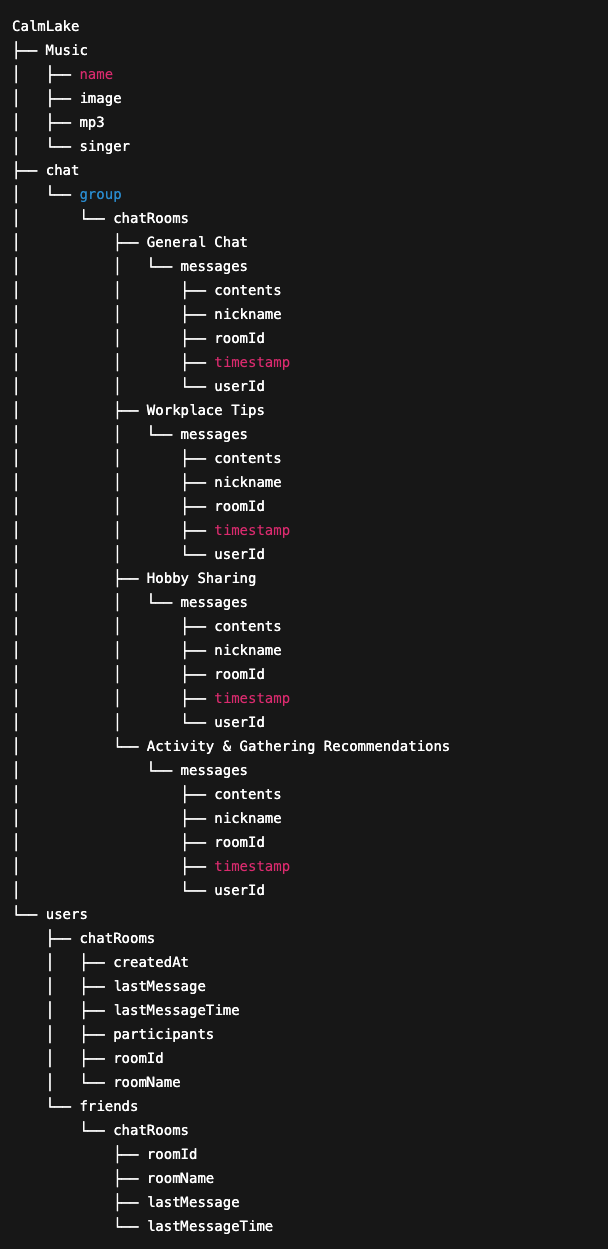 CalmLake
├── Music
│   ├── name
│   ├── image
│   ├── mp3
│   └── singer
├── chat
│   └── group
│       └── chatRooms
│           ├── General Chat
│           │   └── messages
│           │       ├── contents
│           │       ├── nickname
│           │       ├── roomId
│           │       ├── timestamp
│           │       └── userId
│           ├── Workplace Tips
│           │   └── messages
│           │       ├── contents
│           │       ├── nickname
│           │       ├── roomId
│           │       ├── timestamp
│           │       └── userId
│           ├── Hobby Sharing
│           │   └── messages
│           │       ├── contents
│           │       ├── nickname
│           │       ├── roomId
│           │       ├── timestamp
│           │       └── userId
│           └── Activity & Gathering Recommendations
│               └── messages
│                   ├── contents
│                   ├── nickname
│                   ├── roomId
│                   ├── timestamp
│                   └── userId
└── users
    ├── chatRooms
    │   ├── createdAt
    │   ├── lastMessage
    │   ├── lastMessageTime
    │   ├── participants
    │   ├── roomId
    │   └── roomName
    └── friends
        └── chatRooms
            ├── roomId
            ├── roomName
            ├── lastMessage
            └── lastMessageTime